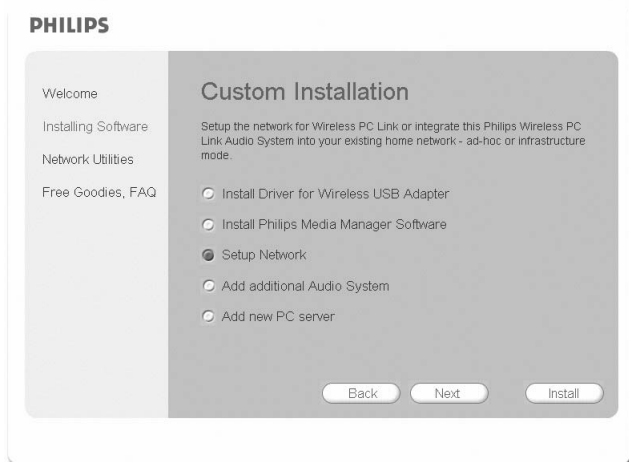 PHILIPS
Welcome
Installing Software
Network Utilities
Free Goodies, FAQ
Custom Installation
Setup the network for Wireless PC Link or integrate this Philips Wireless PC
Link Audio System into your existing home network - ad-hoc or infrastructure
mode.
Install Driver for Wireless USB Adapter
Install Philips Media Manager Software
Setup Network
Add additional Audio System
Add new PC server
Back
Next
Install